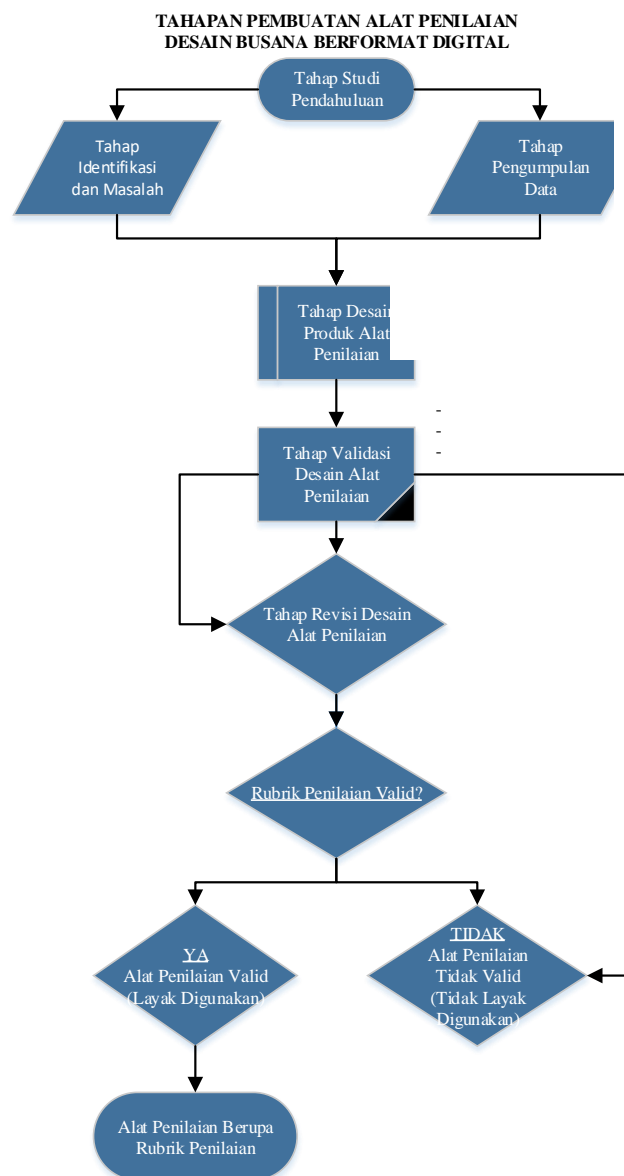 TAHAPAN PEMBUATAN ALAT PENILAIAN
DESAIN BUSANA BERFORMAT DIGITAL
Tahap Studi
Pendahuluan
Tahap
Identifikasi
dan Masalah
Tahap
Pengumpulan
Data
Tahap Desain
Produk Alat
Penilaian
-
-
-
Tahap Validasi
Desain Alat
Penilaian
Tahap Revisi Desain
Alat Penilaian
Rubrik Penilaian Valid?
YA
Alat Penilaian Valid
(Layak Digunakan)
TIDAK
Alat Penilaian
Tidak Valid
(Tidak Layak
Digunakan)
Alat Penilaian Berupa
Rubrik Penilaian